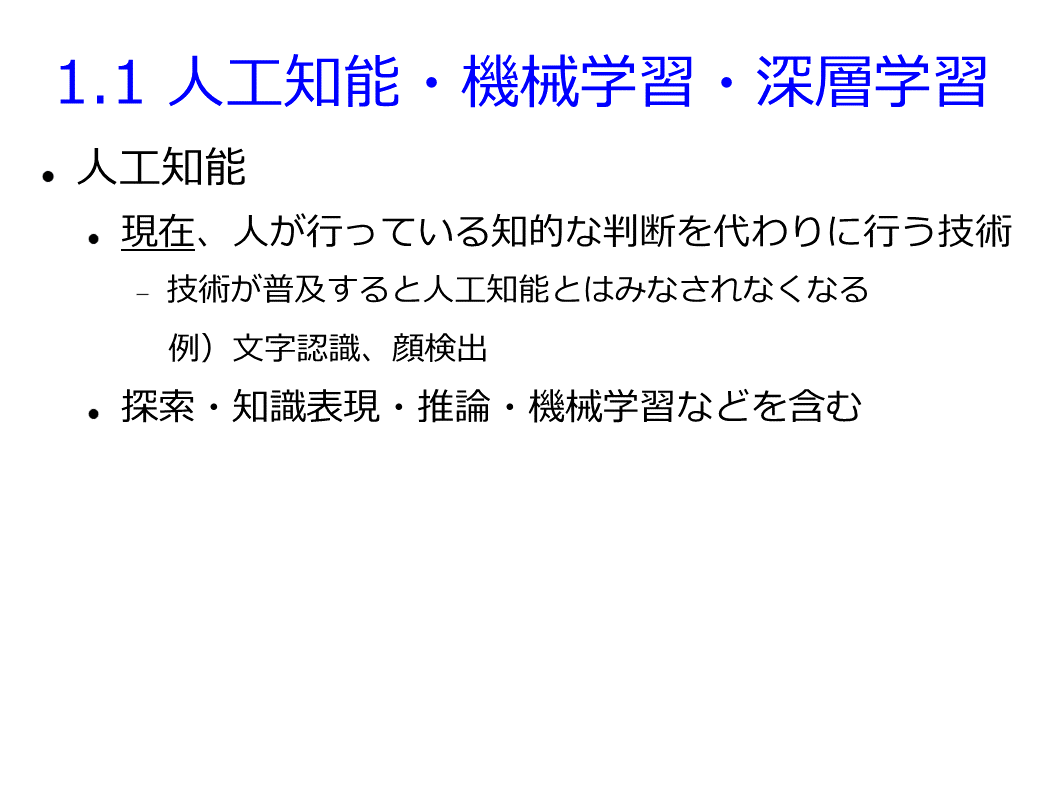 1.1 人工知能・機械学習・深層学習
● 人工知能
● 現在、人が行っている知的な判断を代わりに行う技術
– 技術が普及すると人工知能とはみなされなくなる
例）文字認識、顔検出
● 探索・知識表現・推論・機械学習などを含む